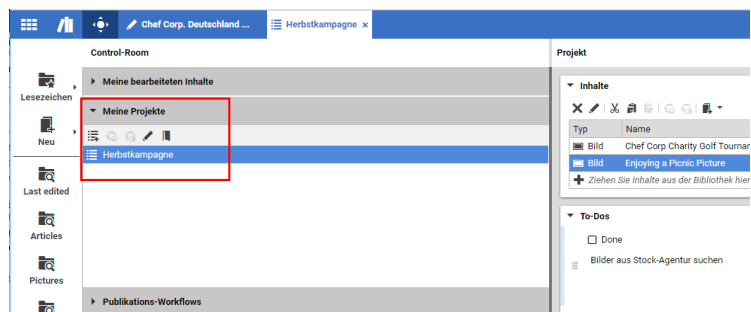 Chef Corp. Deutschland ...
Herbstkampagne ×
Control-Room
Projekt
Lesezeichen
Neu
Last edited
Articles
Pictures
Meine bearbeiteten Inhalte
Meine Projekte
Herbstkampagne
Publikations-Workflows
Inhalte
Typ Name
Bild Chef Corp Charity Golf Tournar
Bild Enjoying a Picnic Picture
Ziehen Sie Inhalte aus der Bibliothek hier
To-Dos
Done
Bilder aus Stock-Agentur suchen